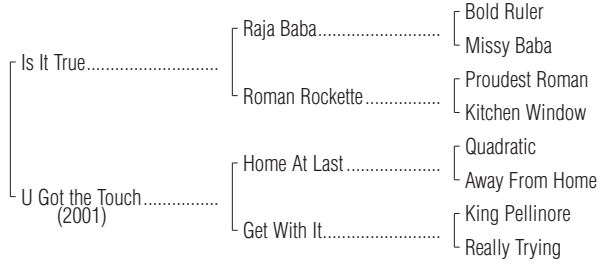 Bold Ruler
Raja Baba........................
Missy Baba
Is It True...........................
Proudest Roman
Roman Rockette................
Kitchen Window
Quadratic
Home At Last...................
Away From Home
U Got the Touch...............
(2001)
King Pellinore
Get With It........................
Really Trying